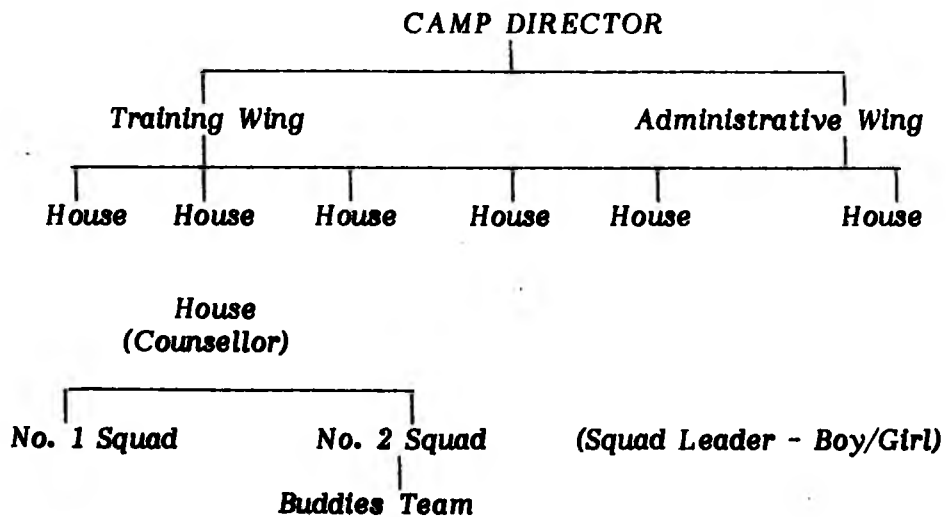 CAMP DIRECTOR
Training Wing Administrative Wing
House House House House House House
House
(Counsellor)
No. 1 Squad No. 2 Squad (Squad Leader - Boy/Girl)
Buddies Team